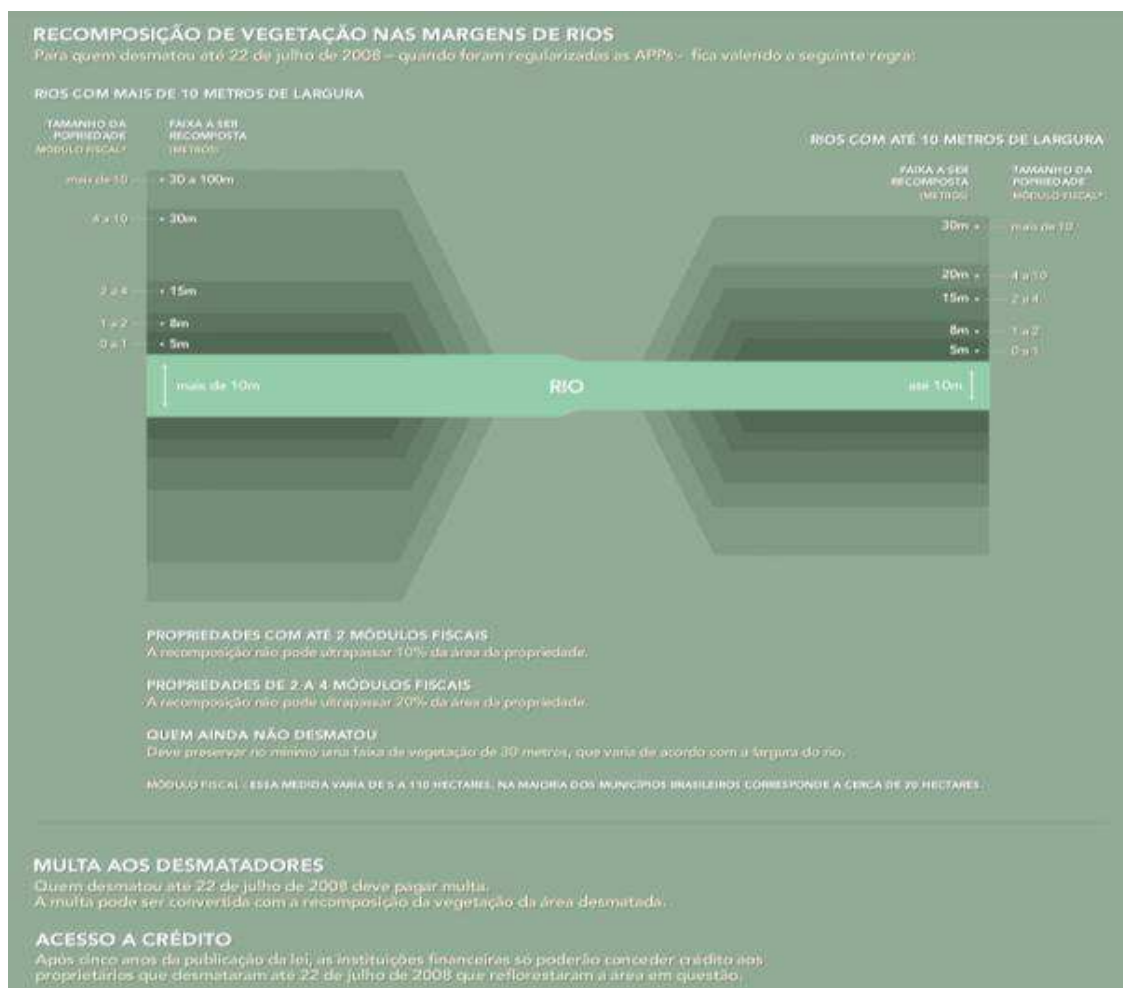 RECOMPOSIÇÃO DE VEGETAÇÃO NAS MARGENS DE RIOS
Para quem desmatou até 22 de julho de 2008 – quando foram regularizadas as APPs – fica valendo a seguinte regra:
RIOS COM MAIS DE 10 METROS DE LARGURA
TAMANHO DA
POPRIEDADE
MÓDULO FISCAL*
FAIXA A SER
RECOMPOSTA
(METROS)
mais de 10
• 30 a 100m
4 a 10
• 30m
2 a 4
• 15m
1 a 2
• 8m
0 a 1
• 5m
RIOS COM ATÉ 10 METROS DE LARGURA
FAIXA A SER
RECOMPOSTA
(METROS)
TAMANHO DA
POPRIEDADE
MÓDULO FISCAL*
30m •
mais de 10
20m •
4 a 10
15m •
2 a 4
8m •
1 a 2
5m •
0 a 1
mais de 10m
RIO
até 10m
PROPRIEDADES COM ATÉ 2 MÓDULOS FISCAIS
A recomposição não pode ultrapassar 10% da área da propriedade.
PROPRIEDADES DE 2 A 4 MÓDULOS FISCAIS
A recomposição não pode ultrapassar 20% da área da propriedade.
QUEM AINDA NÃO DESMATOU
Deve preservar no mínimo uma faixa de vegetação de 30 metros, que varia de acordo com a largura do rio.
MÓDULO FISCAL : ESSA MEDIDA VARIA DE 5 A 110 HECTARES. NA MAIORIA DOS MUNICÍPIOS BRASILEIROS CORRESPONDE A CERCA DE 20 HECTARES.
MULTA AOS DESMATADORES
Quem desmatou até 22 de julho de 2008 deve pagar multa.
A multa pode ser convertida com a recomposição da vegetação da área desmatada.
ACESSO A CRÉDITO
Após cinco anos da publicação da lei, as instituições financeiras só poderão conceder crédito aos
proprietários que desmataram até 22 de julho de 2008 que reflorestaram a área em questão.